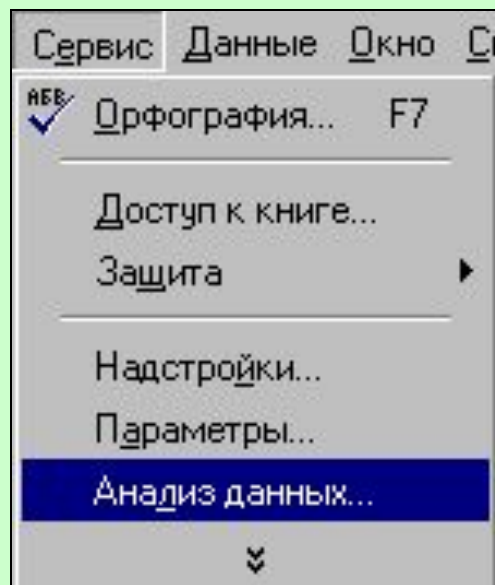 Сервис Данные Окно
АБВ Орфография... F7
Доступ к книге...
Защита
Надстройки...
Параметры...
Анализ данных...